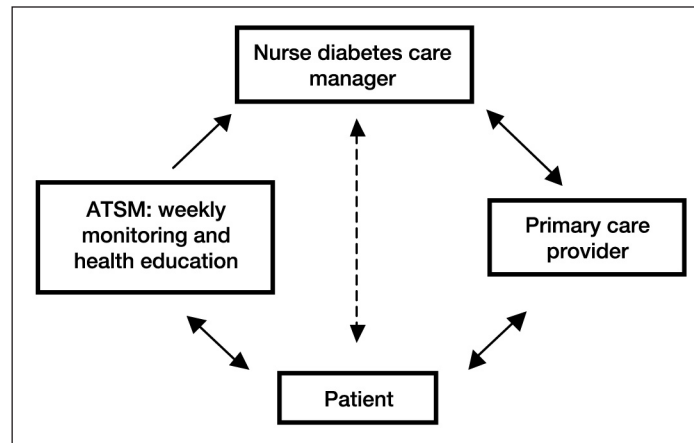 Nurse diabetes care
manager
ATSM: weekly
monitoring and
health education
Primary care
provider
Patient